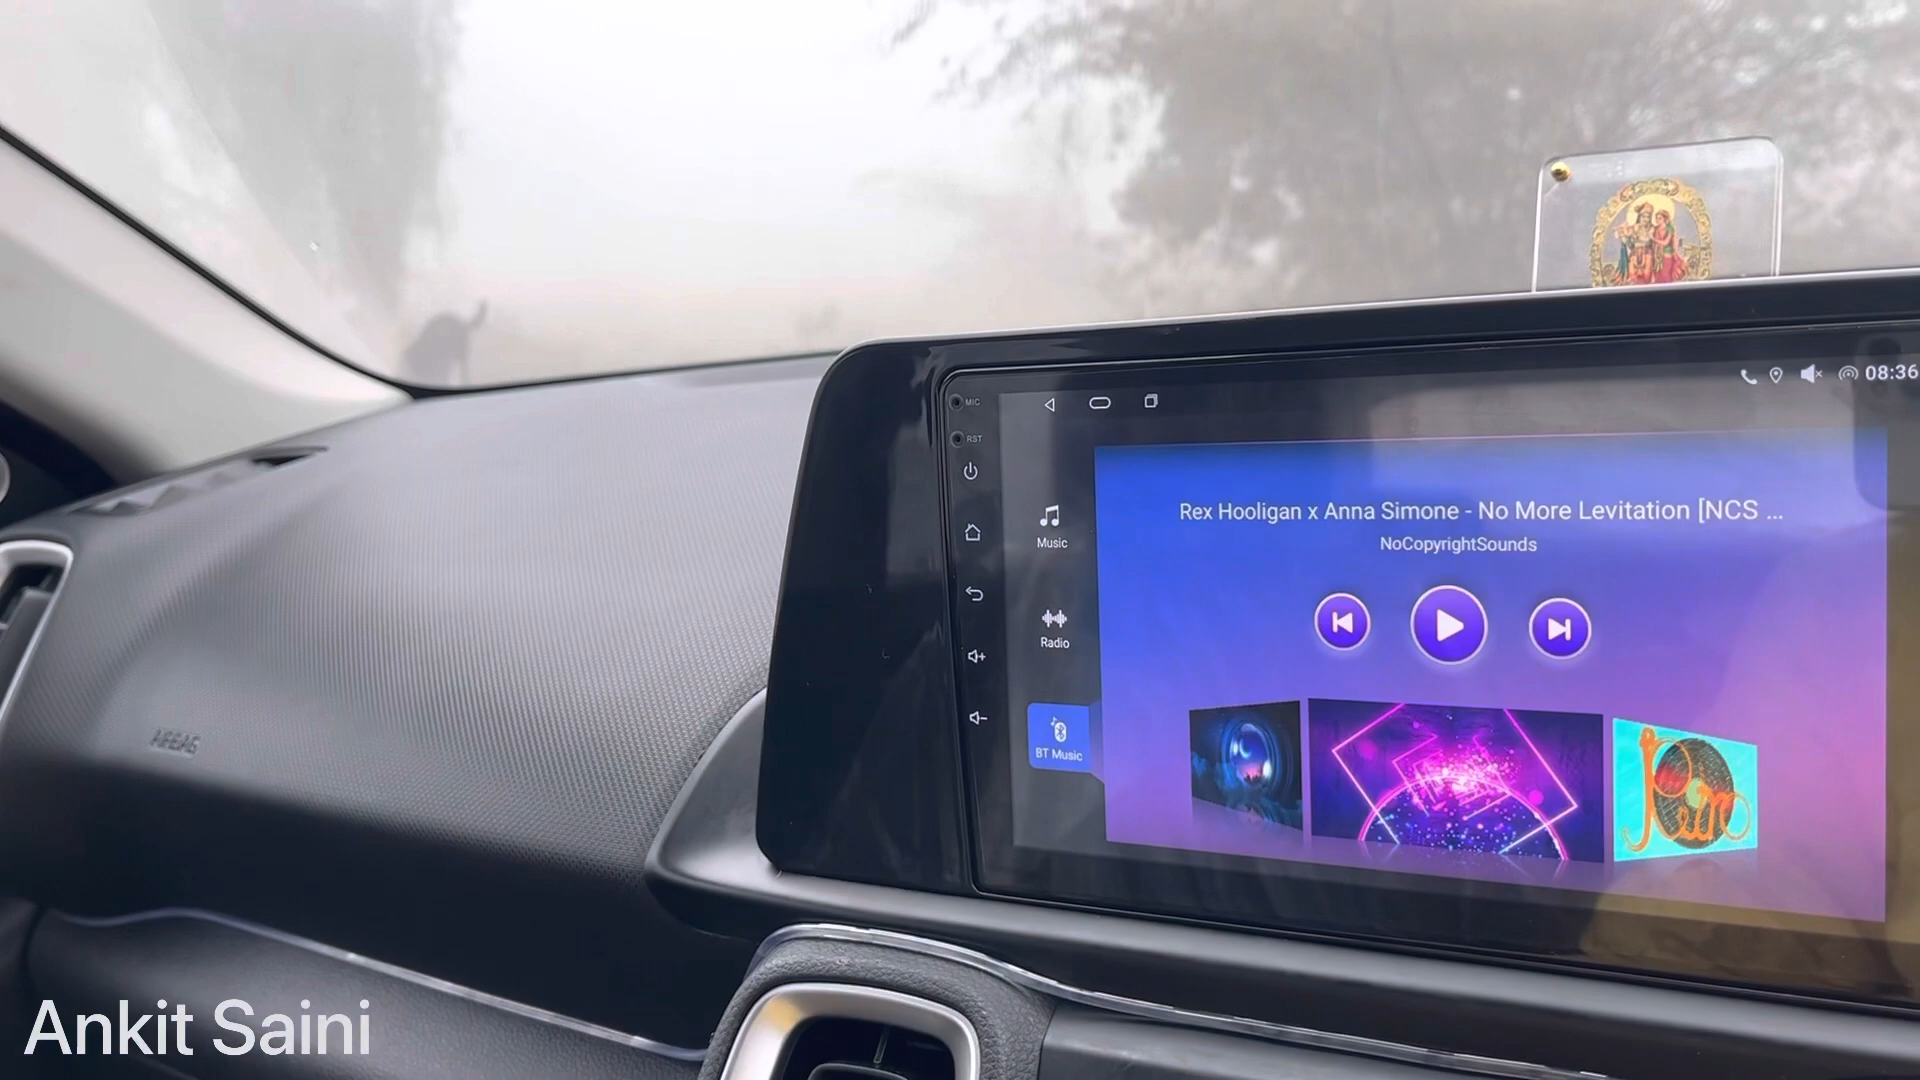 08:36
MIC
RST
Rex Hooligan x Anna Simone - No More Levitation [NCS ...
NoCopyrightSounds
Music
Radio
BT Music
AIRBAG
Ankit Saini